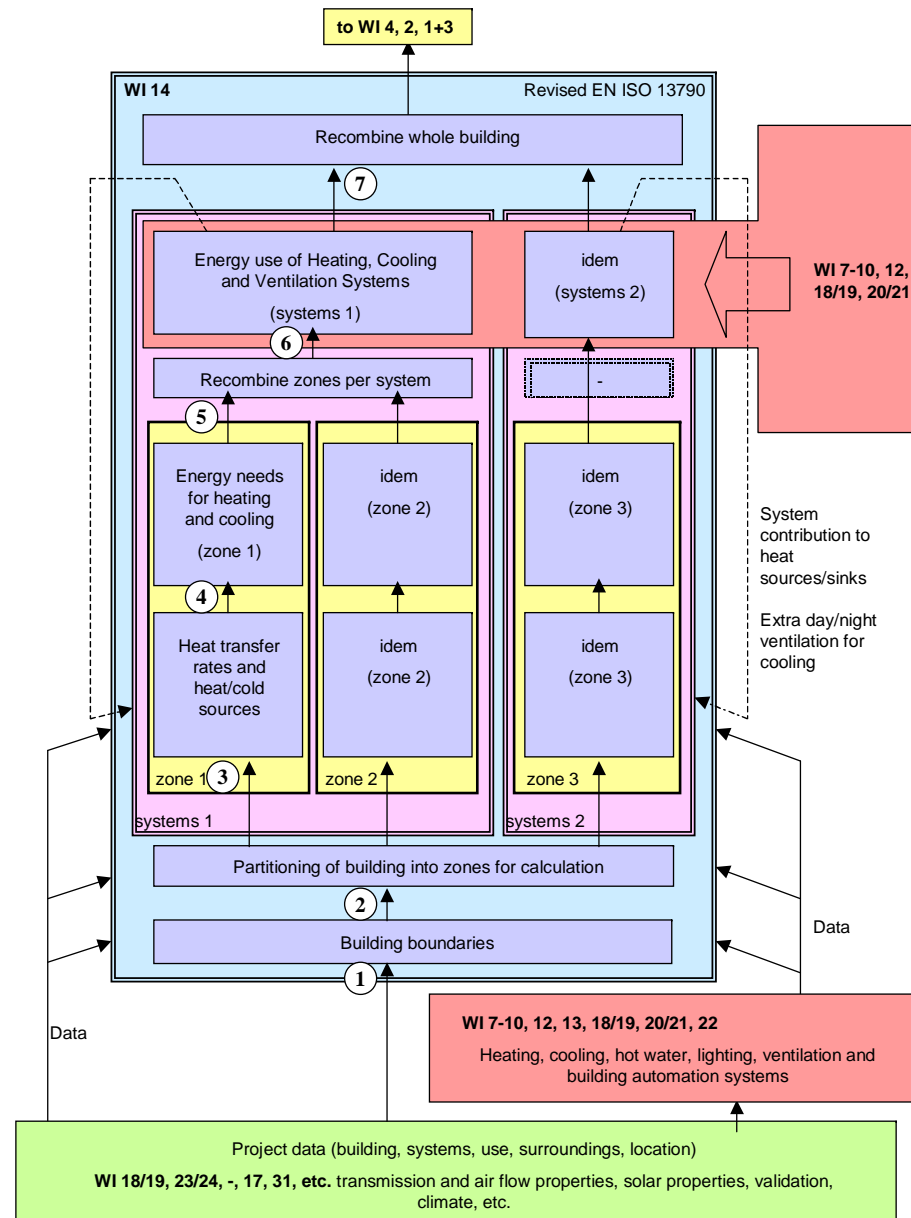 to WI 4, 2, 1+3
WI 14
Revised EN ISO 13790
Recombine whole building
7
Energy use of Heating, Cooling
and Ventilation Systems
(systems 1)
idem
(systems 2)
WI 7-10, 12,
18/19, 20/21
6
Recombine zones per system
-
5
Energy needs
for heating
and cooling
(zone 1)
idem
(zone 2)
idem
(zone 3)
System
contribution to
heat
sources/sinks
Extra day/night
ventilation for
cooling
4
Heat transfer
rates and
heat/cold
sources
idem
(zone 2)
idem
(zone 3)
3
zone 1
zone 2
zone 3
systems 1
systems 2
Partitioning of building into zones for calculation
2
Building boundaries
1
Data
Data
WI 7-10, 12, 13, 18/19, 20/21, 22
Heating, cooling, hot water, lighting, ventilation and
building automation systems
Project data (building, systems, use, surroundings, location)
WI 18/19, 23/24, -, 17, 31, etc. transmission and air flow properties, solar properties, validation,
climate, etc.